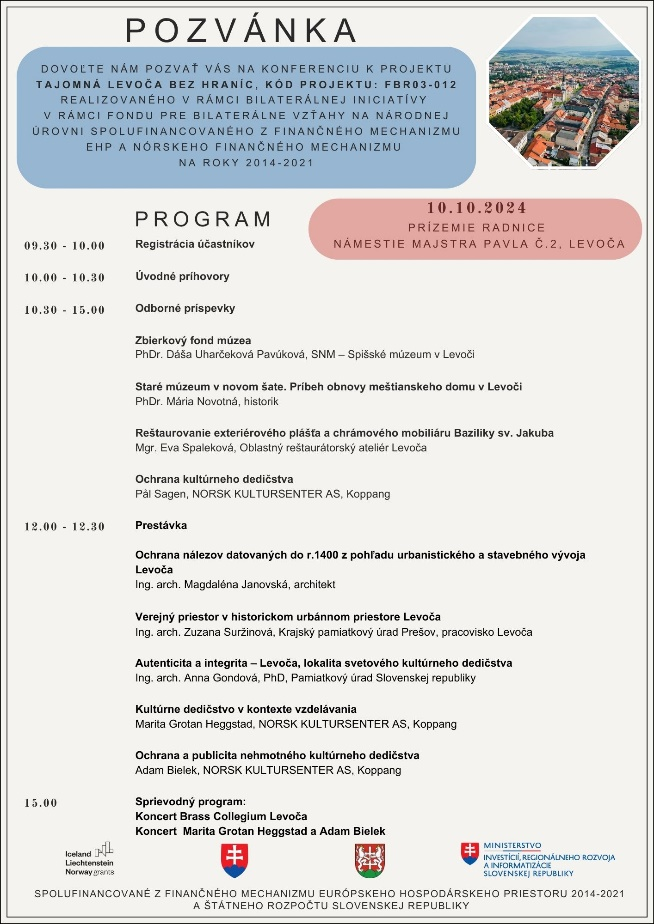 POZVÁNKA
DOVOĽTE NÁM POZVAŤ VÁS NA KONFERENCIU K PROJEKTU
TAJOMNÁ LEVOČA BEZ HRANÍC, KÓD PROJEKTU: FBR03-012
REALIZOVANÉHO V RÁMCI BILATERÁLNEJ INICIATÍVY
V RÁMCI FONDU PRE BILATERÁLNE VZŤAHY NA NÁRODNEJ
ÚROVNI SPOLUFINANCOVANÉHO Z FINANČNÉHO MECHANIZMU
EHP A NÓRSKEHO FINANČNÉHO MECHANIZMU
NA ROKY 2014-2021
10.10.2024
PRÍZEMIE RADNICE
NÁMESTIE MAJSTRA PAVLA Č.2, LEVOČA
PROGRAM
09.30 - 10.00 Registrácia účastníkov
10.00 - 10.30 Úvodné príhovory
10.30 - 15.00 Odborné príspevky
Zbierkový fond múzea
PhDr. Dáša Uharčeková Pavúková, SNM – Spišské múzeum v Levoči
Staré múzeum v novom šate. Príbeh obnovy meštianskeho domu v Levoči
PhDr. Mária Novotná, historik
Reštaurovanie exteriérového plášťa a chrámového mobiliáru Baziliky sv. Jakuba
Mgr. Eva Spaleková, Oblastný reštaurátorský ateliér Levoča
Ochrana kultúrneho dedičstva
Pål Sagen, NORSK KULTURSENTER AS, Koppang
12.00 - 12.30 Prestávka
Ochrana nálezov datovaných do r.1400 z pohľadu urbanistického a stavebného vývoja
Levoča
Ing. arch. Magdaléna Janovská, architekt
Verejný priestor v historickom urbánnom priestore Levoča
Ing. arch. Zuzana Suržinová, Krajský pamiatkový úrad Prešov, pracovisko Levoča
Autenticita a integrita – Levoča, lokalita svetového kultúrneho dedičstva
Ing. arch. Anna Gondová, PhD, Pamiatkový úrad Slovenskej republiky
Kultúrne dedičstvo v kontexte vzdelávania
Marita Grotan Heggstad, NORSK KULTURSENTER AS, Koppang
Ochrana a publicita nehmotného kultúrneho dedičstva
Adam Bielek, NORSK KULTURSENTER AS, Koppang
15.00 Sprievodný program:
Koncert Brass Collegium Levoča
Koncert Marita Grotan Heggstad a Adam Bielek
Iceland
Liechtenstein
Norway grants
MINISTERSTVO
INVESTÍCIÍ, REGIONÁLNEHO ROZVOJA
A INFORMATIZÁCIE
SLOVENSKEJ REPUBLIKY
SPOLUFINANCOVANÉ Z FINANČNÉHO MECHANIZMU EURÓPSKEHO HOSPODÁRSKEHO PRIESTORU 2014-2021
A ŠTÁTNEHO ROZPOČTU SLOVENSKEJ REPUBLIKY